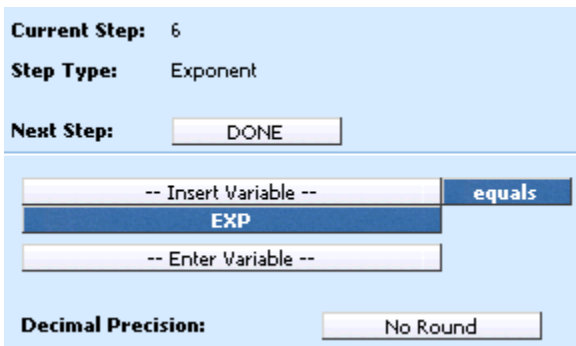 Current Step: 6
Step Type: Exponent
Next Step: DONE
-- Insert Variable -- equals
EXP
-- Enter Variable --
Decimal Precision: No Round